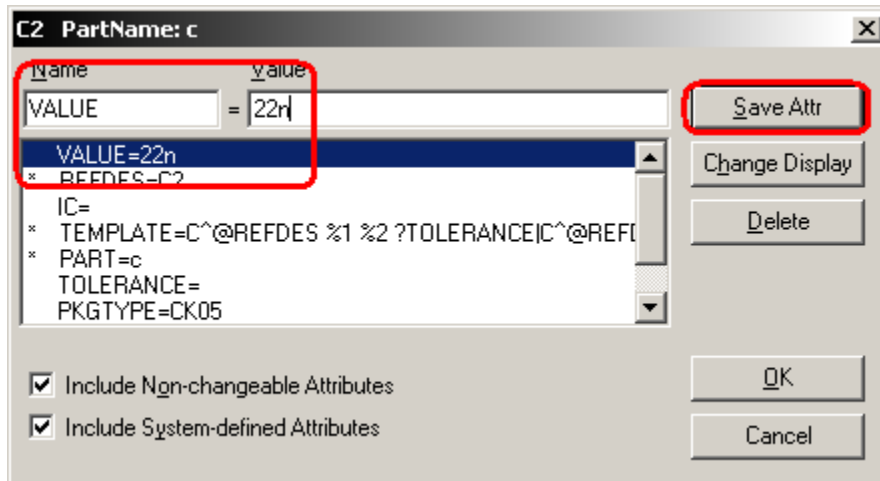 C2 PartName: c
Name Value
VALUE = 22n Save Attr
VALUE=22n
Change Display
* REFDES=C2
IC=
* TEMPLATE=C^@REFDES %1 %2 ?TOLERANCE|C^@REFD
Delete
* PART=c
TOLERANCE=
PKGTYPE=CK05
Include Non-changeable Attributes
OK
Include System-defined Attributes
Cancel